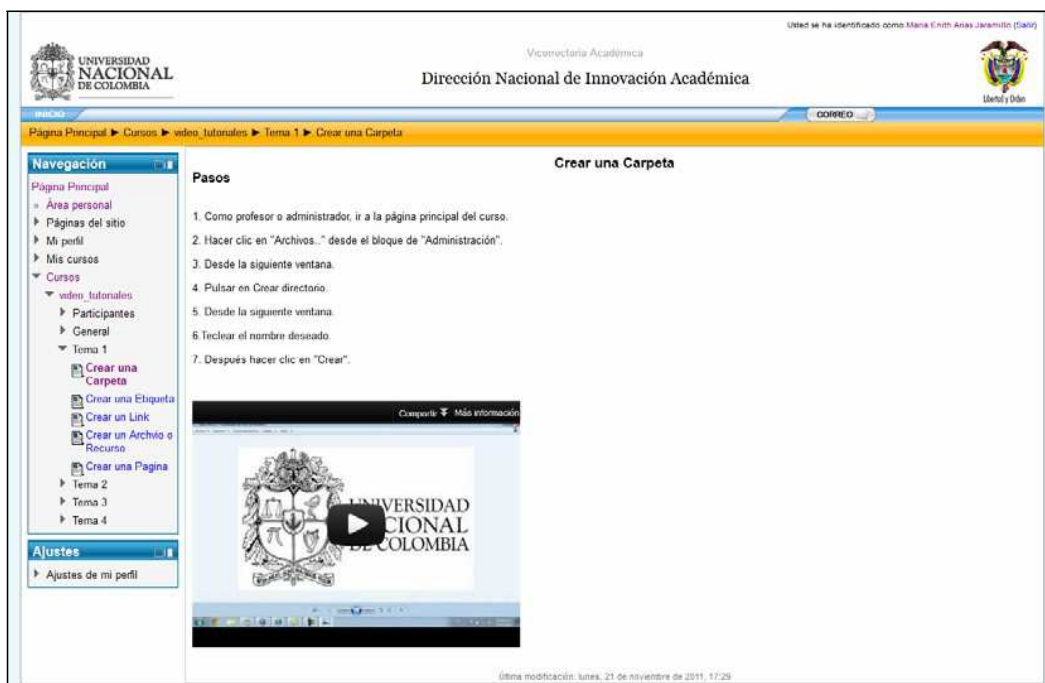 Usted se ha identificado como Maria Enith Arias Jaramillo (Salir)
UNIVERSIDAD
NACIONAL
DE COLOMBIA
Vicerrectoría Académica
Dirección Nacional de Innovación Académica
Libertad y Orden
INICIO
CORREO
Página Principal ► Cursos ► video_tutoriales ► Tema 1 ► Crear una Carpeta
Navegación
Página Principal
Área personal
Páginas del sitio
Mi perfil
Mis cursos
Cursos
video_tutoriales
Participantes
General
Tema 1
Crear una
Carpeta
Crear una Etiqueta
Crear un Link
Crear un Archvio o
Recurso
Crear una Pagina
Tema 2
Tema 3
Tema 4
Ajustes
Ajustes de mi perfil
Crear una Carpeta
Pasos
1. Como profesor o administrador, ir a la página principal del curso.
2. Hacer clic en "Archivos.." desde el bloque de "Administración".
3. Desde la siguiente ventana.
4. Pulsar en Crear directorio.
5. Desde la siguiente ventana.
6.Teclear el nombre deseado.
7. Después hacer clic en "Crear".
Compartir Más información
UNIVERSIDAD
NACIONAL
DE COLOMBIA
Última modificación: lunes, 21 de noviembre de 2011, 17:29